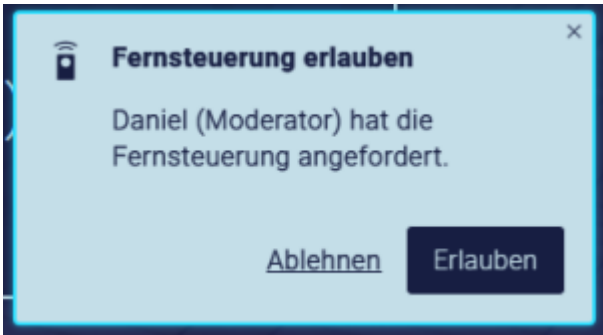 Fernsteuerung erlauben
Daniel (Moderator) hat die
Fernsteuerung angefordert.
Ablehnen
Erlauben